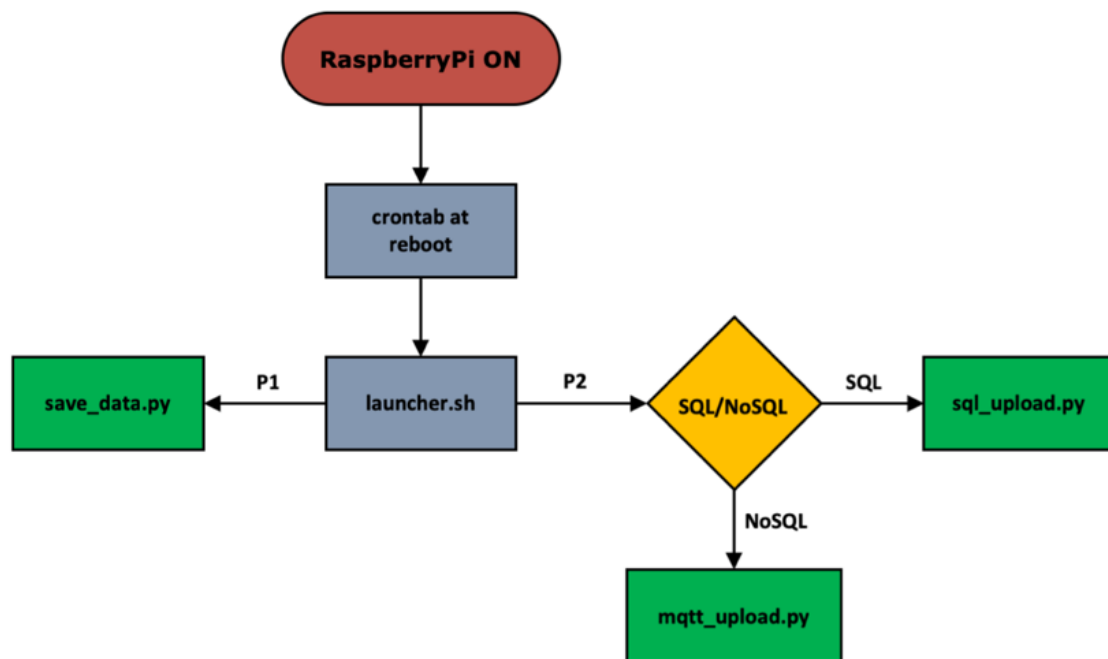 RaspberryPi ON
crontab at
reboot
save_data.py
P1
launcher.sh
P2
SQL/NoSQL
SQL
sql_upload.py
NoSQL
mqtt_upload.py